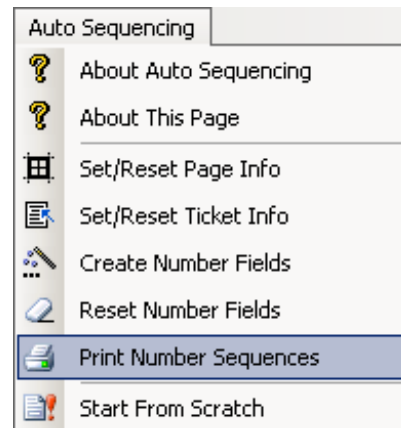 Auto Sequencing
About Auto Sequencing
About This Page
Set/Reset Page Info
Set/Reset Ticket Info
Create Number Fields
Reset Number Fields
Print Number Sequences
Start From Scratch